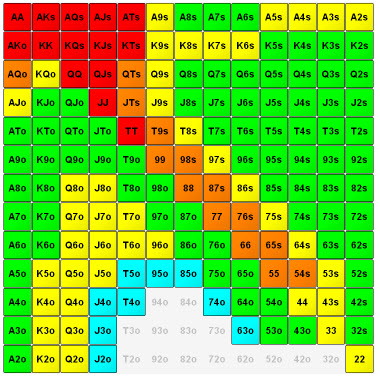 AA AKs AQs AJs ATs A9s A8s A7s A6s A5s A4s A3s A2s
AKo KK KQs KJs KTs K9s K8s K7s K6s K5s K4s K3s K2s
AQo KQo QQ QJs QTs Q9s Q8s Q7s Q6s Q5s Q4s Q3s Q2s
AJo KJo QJo JJ JTs J9s J8s J7s J6s J5s J4s J3s J2s
ATo KTo QTo JTo TT T9s T8s T7s T6s T5s T4s T3s T2s
A9o K9o Q9o J9o T9o 99 98s 97s 96s 95s 94s 93s 92s
A8o K8o Q8o J8o T8o 98o 88 87s 86s 85s 84s 83s 82s
A7o K7o Q7o J7o T7o 97o 87o 77 76s 75s 74s 73s 72s
A6o K6o Q6o J6o T6o 96o 86o 76o 66 65s 64s 63s 62s
A5o K5o Q5o J5o T5o 95o 85o 75o 65o 55 54s 53s 52s
A4o K4o Q4o J4o T4o 94o 84o 74o 64o 54o 44 43s 42s
A3o K3o Q3o J3o T3o 93o 83o 73o 63o 53o 43o 33 32s
A2o K2o Q2o J2o T2o 92o 82o 72o 62o 52o 42o 32o 22